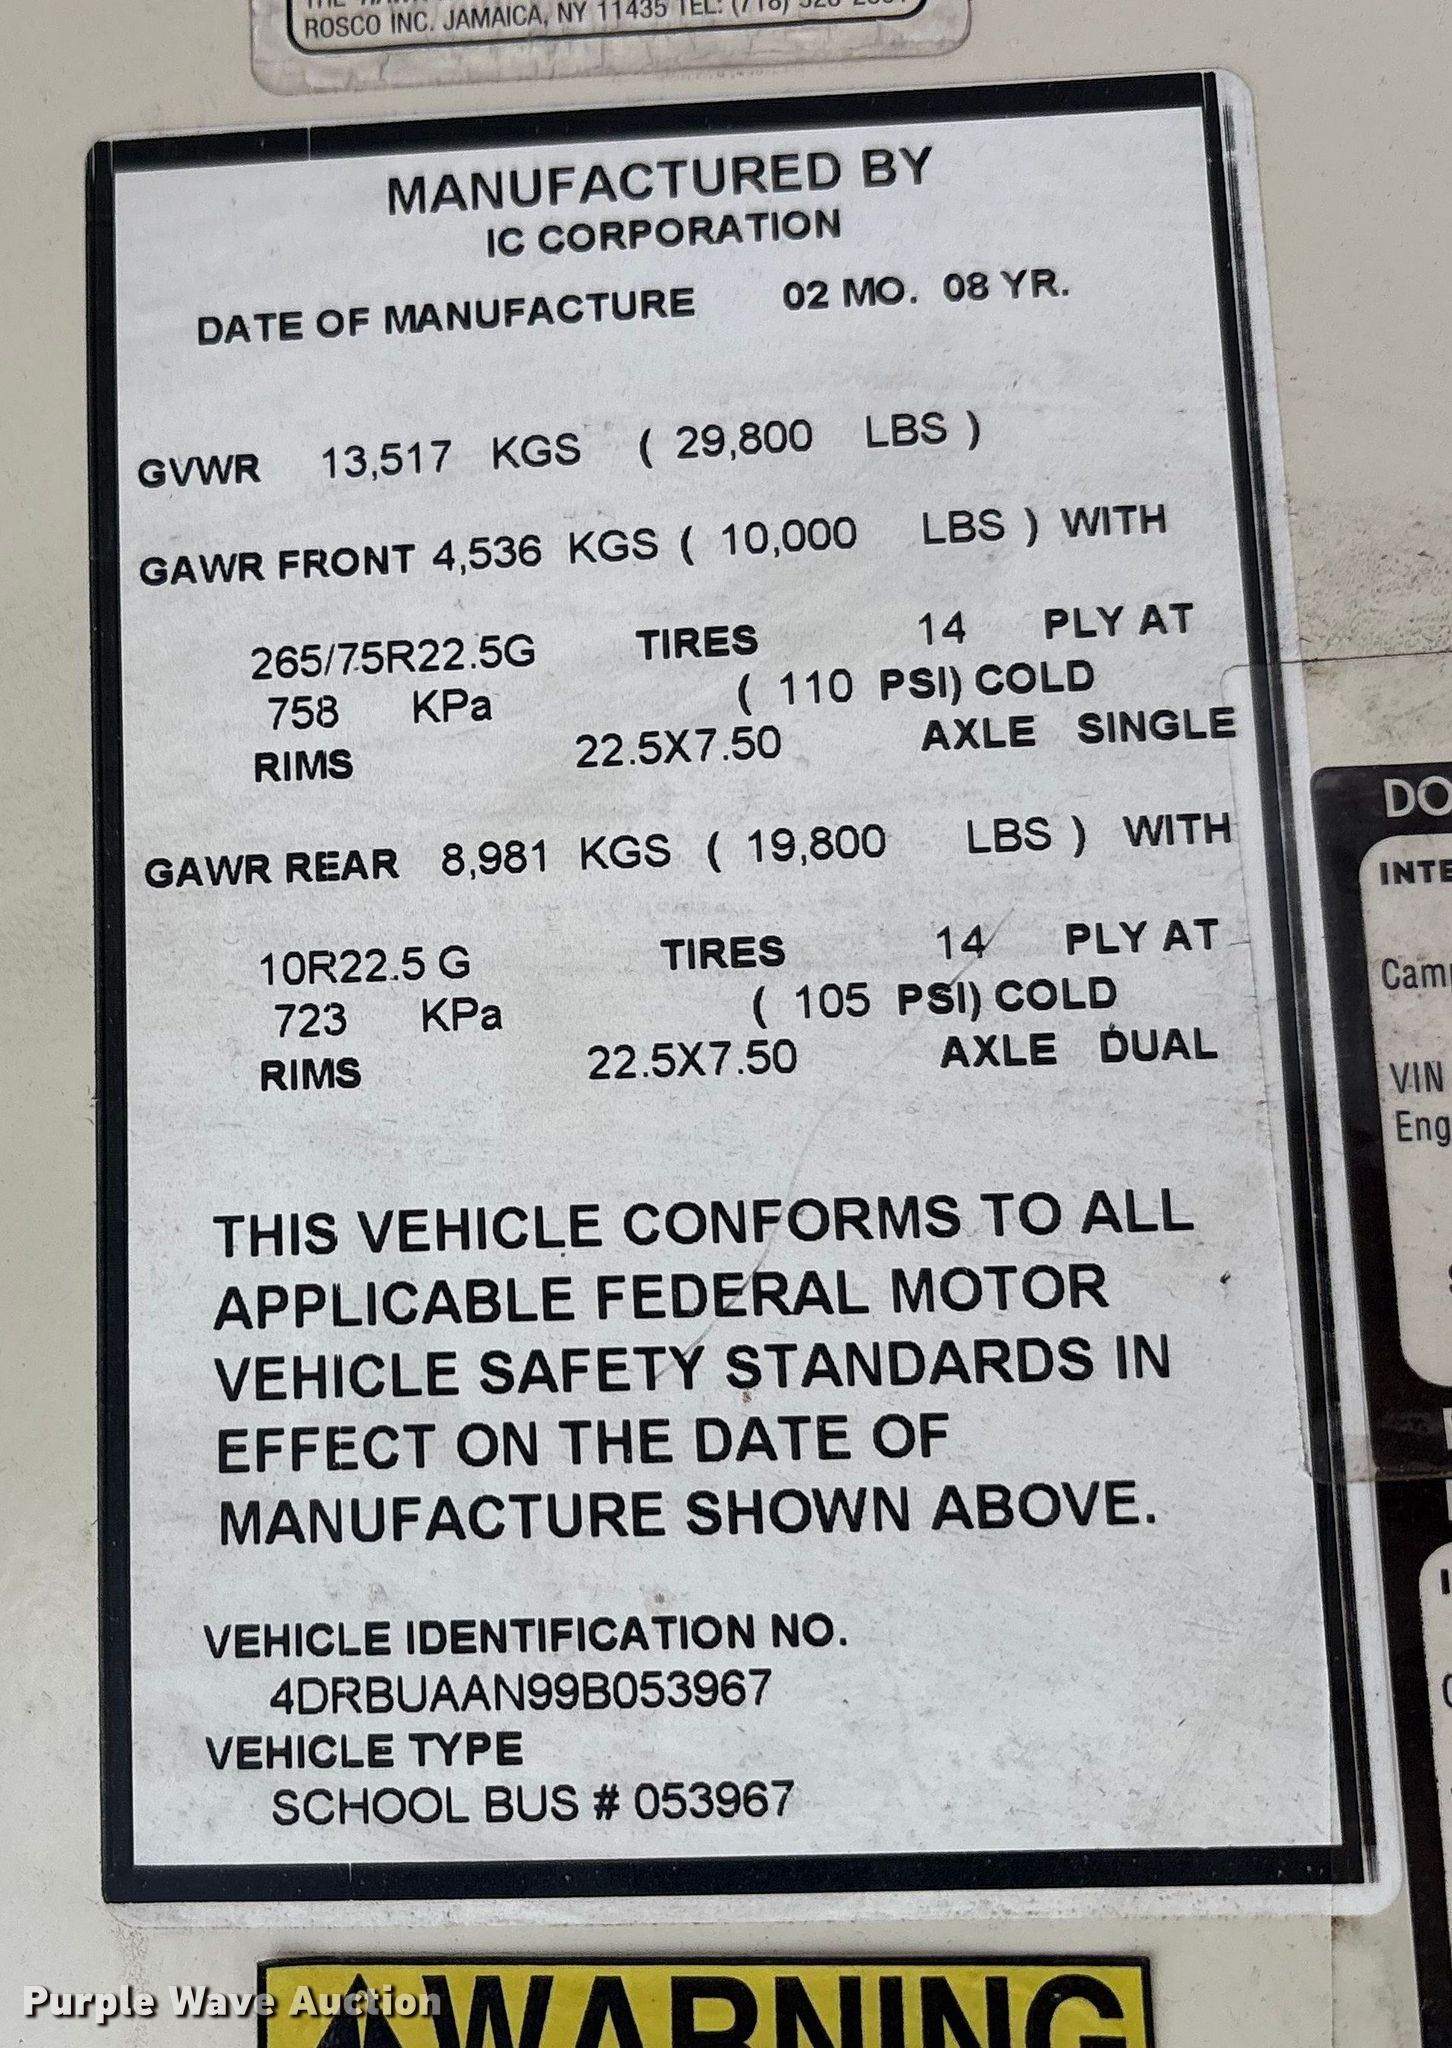 ROSCO INC. JAMAICA, NY 11435 TEL: (718)
MANUFACTURED BY
IC CORPORATION
DATE OF MANUFACTURE 02 MO. 08 YR.
GVWR 13,517 KGS ( 29,800 LBS )
GAWR FRONT 4,536 KGS ( 10,000 LBS ) WITH
265/75R22.5G TIRES 14 PLY AT
758 KPa ( 110 PSI) COLD
RIMS 22.5X7.50 AXLE SINGLE
GAWR REAR 8,981 KGS ( 19,800 LBS ) WITH
10R22.5 G TIRES 14 PLY AT
723 KPa ( 105 PSI) COLD
RIMS 22.5X7.50 AXLE DUAL
THIS VEHICLE CONFORMS TO ALL
APPLICABLE FEDERAL MOTOR
VEHICLE SAFETY STANDARDS IN
EFFECT ON THE DATE OF
MANUFACTURE SHOWN ABOVE.
VEHICLE IDENTIFICATION NO.
4DRBUAAN99B053967
VEHICLE TYPE
SCHOOL BUS # 053967
DO
INTE
Cam
VIN
Eng
WARNING
Purple Wave Auction